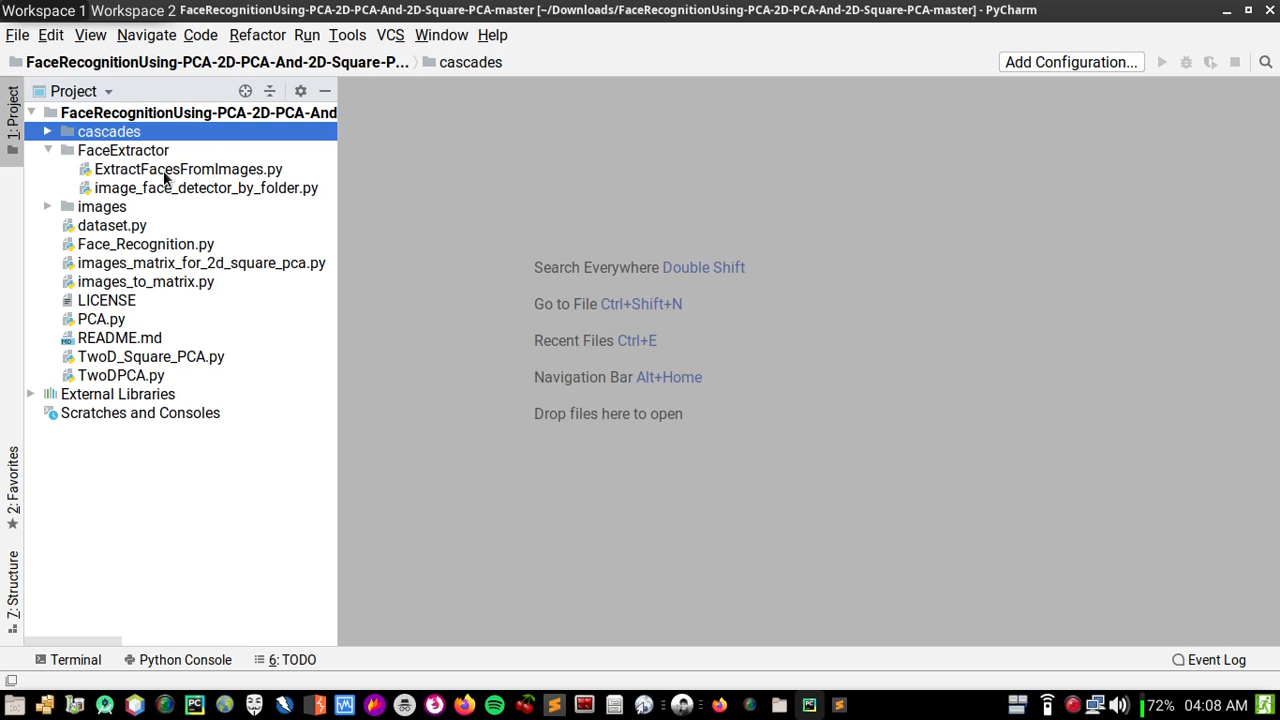 Workspace 1 Workspace 2 FaceRecognitionUsing-PCA-2D-PCA-And-2D-Square-PCA-master [~/Downloads/FaceRecognitionUsing-PCA-2D-PCA-And-2D-Square-PCA-master] - PyCharm
File Edit View Navigate Code Refactor Run Tools VCS Window Help
FaceRecognitionUsing-PCA-2D-PCA-And-2D-Square-P... cascades Add Configuration...
1: Project
Project
FaceRecognitionUsing-PCA-2D-PCA-And
cascades
FaceExtractor
ExtractFacesFromImages.py
image_face_detector_by_folder.py
images
dataset.py
Face_Recognition.py
images_matrix_for_2d_square_pca.py
images_to_matrix.py
LICENSE
PCA.py
README.md
TwoD_Square_PCA.py
TwoDPCA.py
External Libraries
Scratches and Consoles
Search Everywhere Double Shift
Go to File Ctrl+Shift+N
Recent Files Ctrl+E
Navigation Bar Alt+Home
Drop files here to open
2: Favorites
7: Structure
Terminal Python Console 6: TODO Event Log
72% 04:08 AM